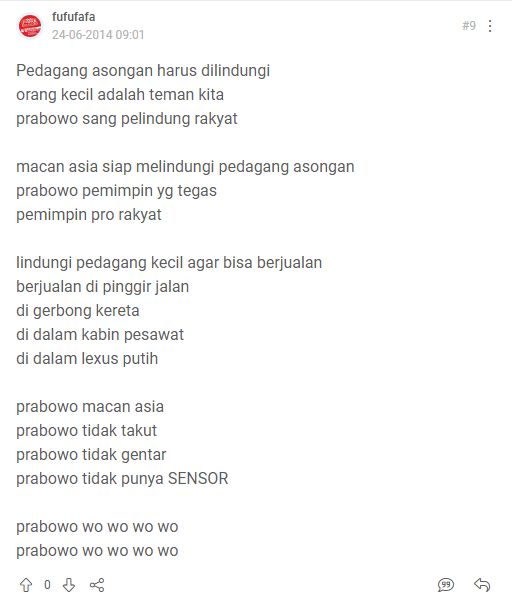 fufufafa
24-06-2014 09:01
#9
Pedagang asongan harus dilindungi
orang kecil adalah teman kita
prabowo sang pelindung rakyat
macan asia siap melindungi pedagang asongan
prabowo pemimpin yg tegas
pemimpin pro rakyat
lindungi pedagang kecil agar bisa berjualan
berjualan di pinggir jalan
di gerbong kereta
di dalam kabin pesawat
di dalam lexus putih
prabowo macan asia
prabowo tidak takut
prabowo tidak gentar
prabowo tidak punya SENSOR
prabowo wo wo wo wo
prabowo wo wo wo wo
0